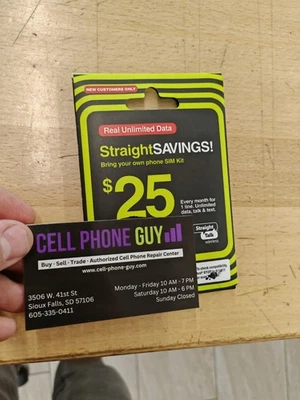 NEW CUSTOMERS ONLY
Real Unlimited Data
StraightSAVINGS!
Bring your own phone SIM Kit
$25
Every month for
1 line. Unlimited
data, talk & text.
Straight
Talk
wireless
CELL PHONE GUY
Buy - Sell - Trade - Authorized Cell Phone Repair Center
www.cell-phone-guy.com
3506 W. 41st St
Sioux Falls, SD 57106
605-335-0411
Monday - Friday 10 AM - 7 PM
Saturday 10 AM - 6 PM
Sunday Closed